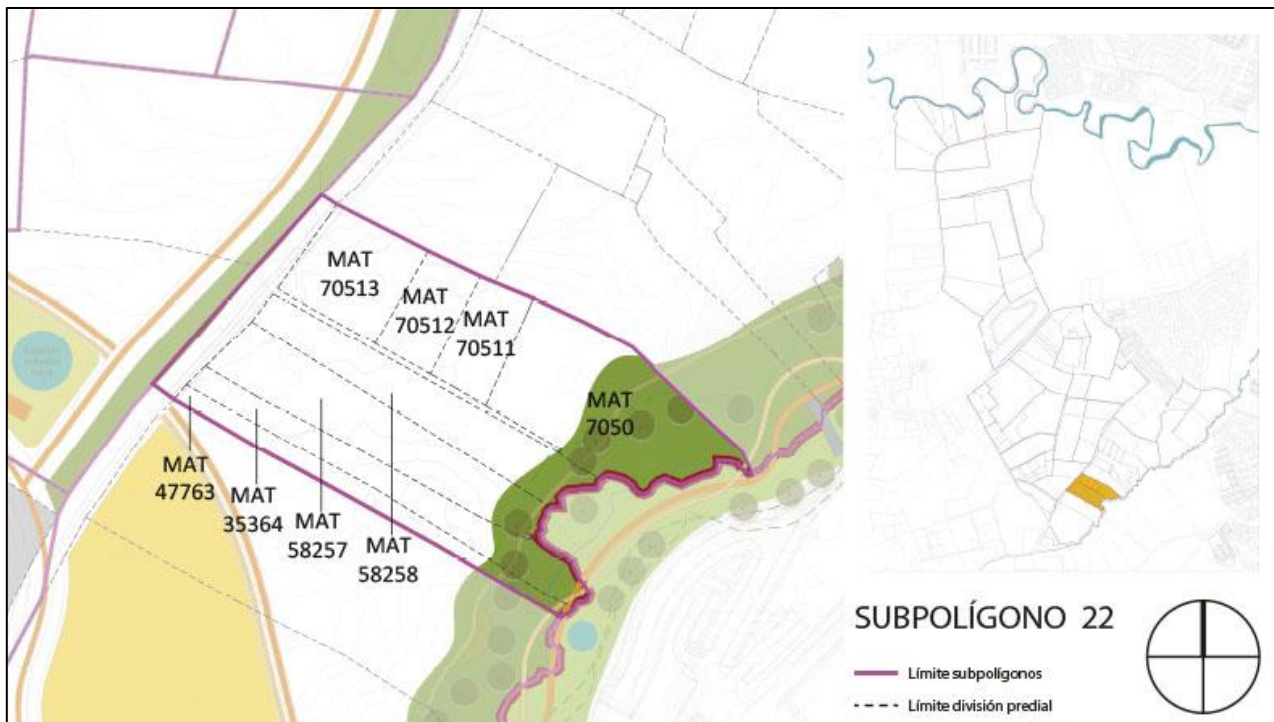 MAT
70513
MAT
70512
MAT
70511
MAT
7050
MAT
47763
MAT
35364
MAT
58257
MAT
58258
SUBPOLÍGONO 22
Límite subpolígonos
Límite división predial